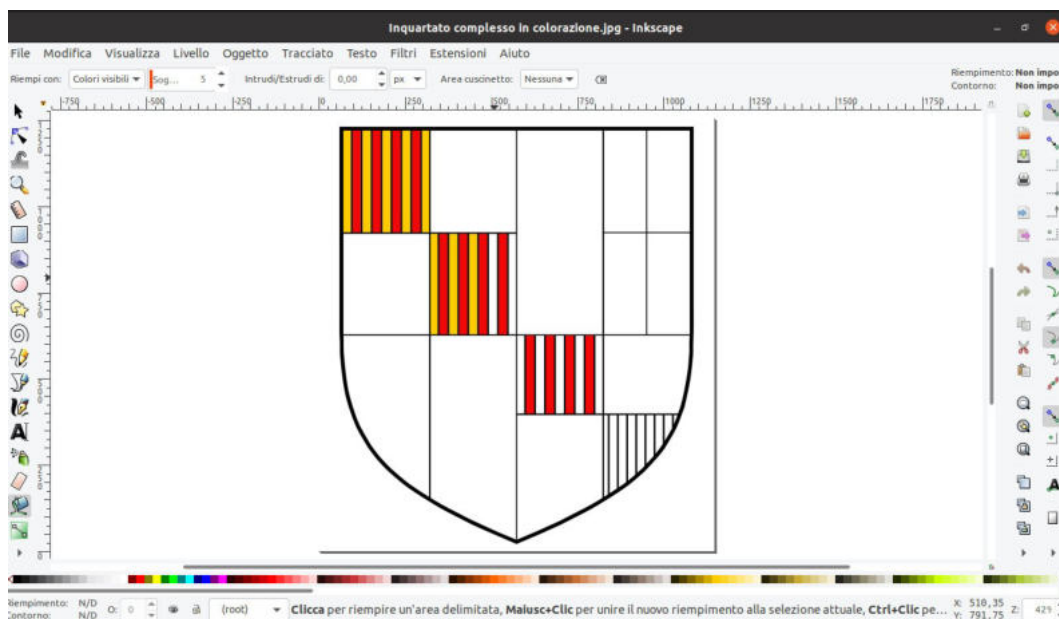 Inquartato complesso in colorazione.jpg - Inkscape
File Modifica Visualizza Livello Oggetto Tracciato Testo Filtri Estensioni Aiuto
Riempi con: Colori visibili Sog... 5 Intrudi/Estrudi di: 0,00 px Area cuscinetto: Nessuna
Riempimento: Non impo
Contorno: Non impo
-750 -500 -250 0 250 500 750 1000 1250 1500 1750
Riempimento: N/D
Contorno: N/D
O: 0 (root) Clicca per riempire un'area delimitata, Maiusc+Clic per unire il nuovo riempimento alla selezione attuale, Ctrl+Clic pe...
X: 510,35
Y: 791,75
Z: 42%